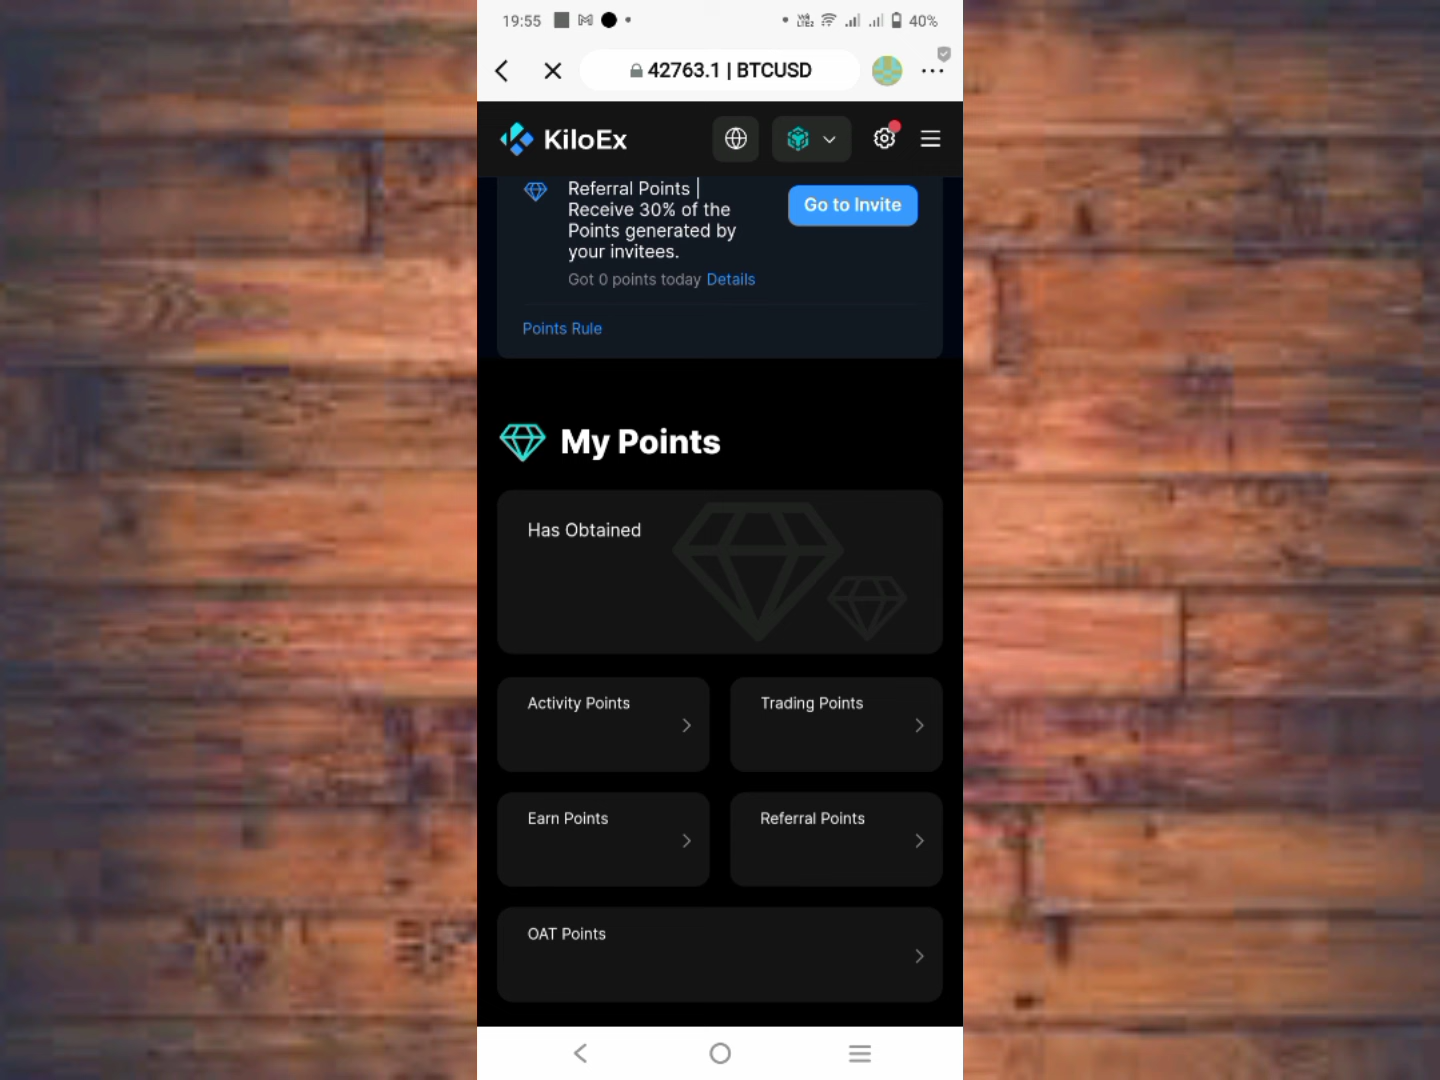 19:55
40%
42763.1 | BTCUSD
KiloEx
Referral Points |
Receive 30% of the
Points generated by
your invitees.
Go to Invite
Got 0 points today Details
Points Rule
My Points
Has Obtained
Activity Points
Trading Points
Earn Points
Referral Points
OAT Points